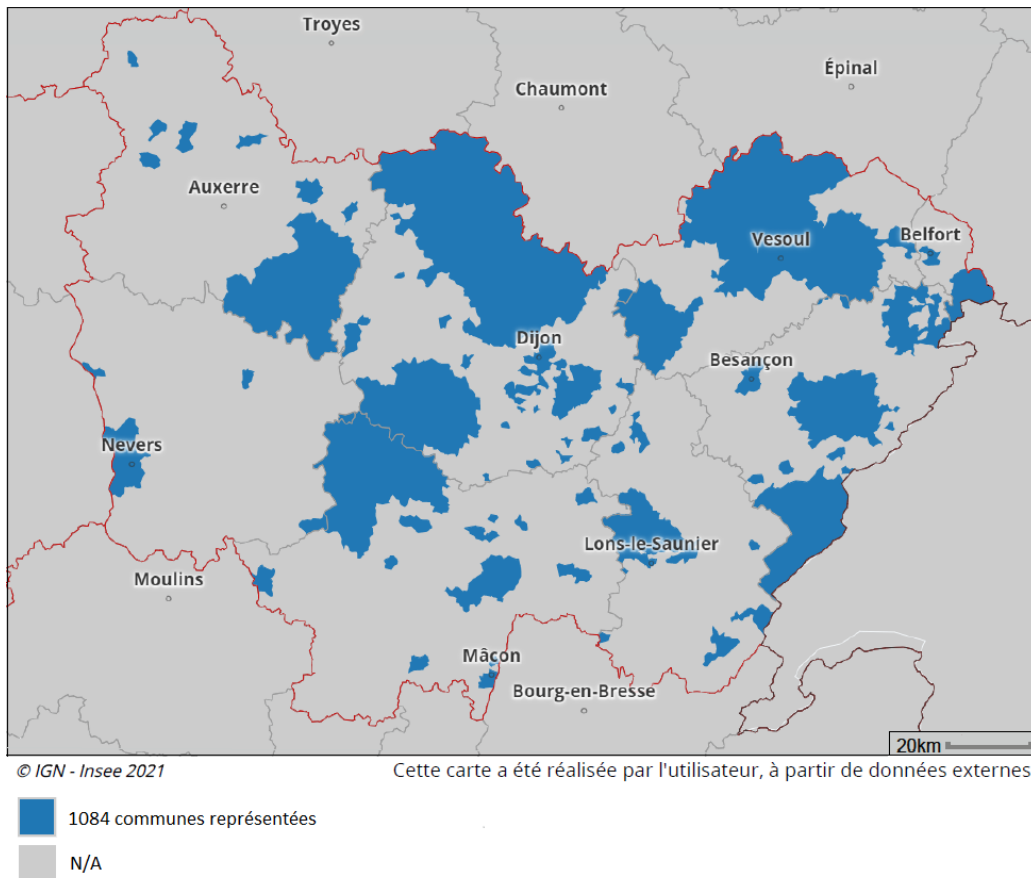 Troyes
Chaumont
Épinal
Auxerre
Vesoul
Belfort
Dijon
Besançon
Nevers
Lons-le-Saunier
Moulins
Mâcon
Bourg-en-Bresse
20km
© IGN - Insee 2021
Cette carte a été réalisée par l'utilisateur, à partir de données externes
1084 communes représentées
N/A